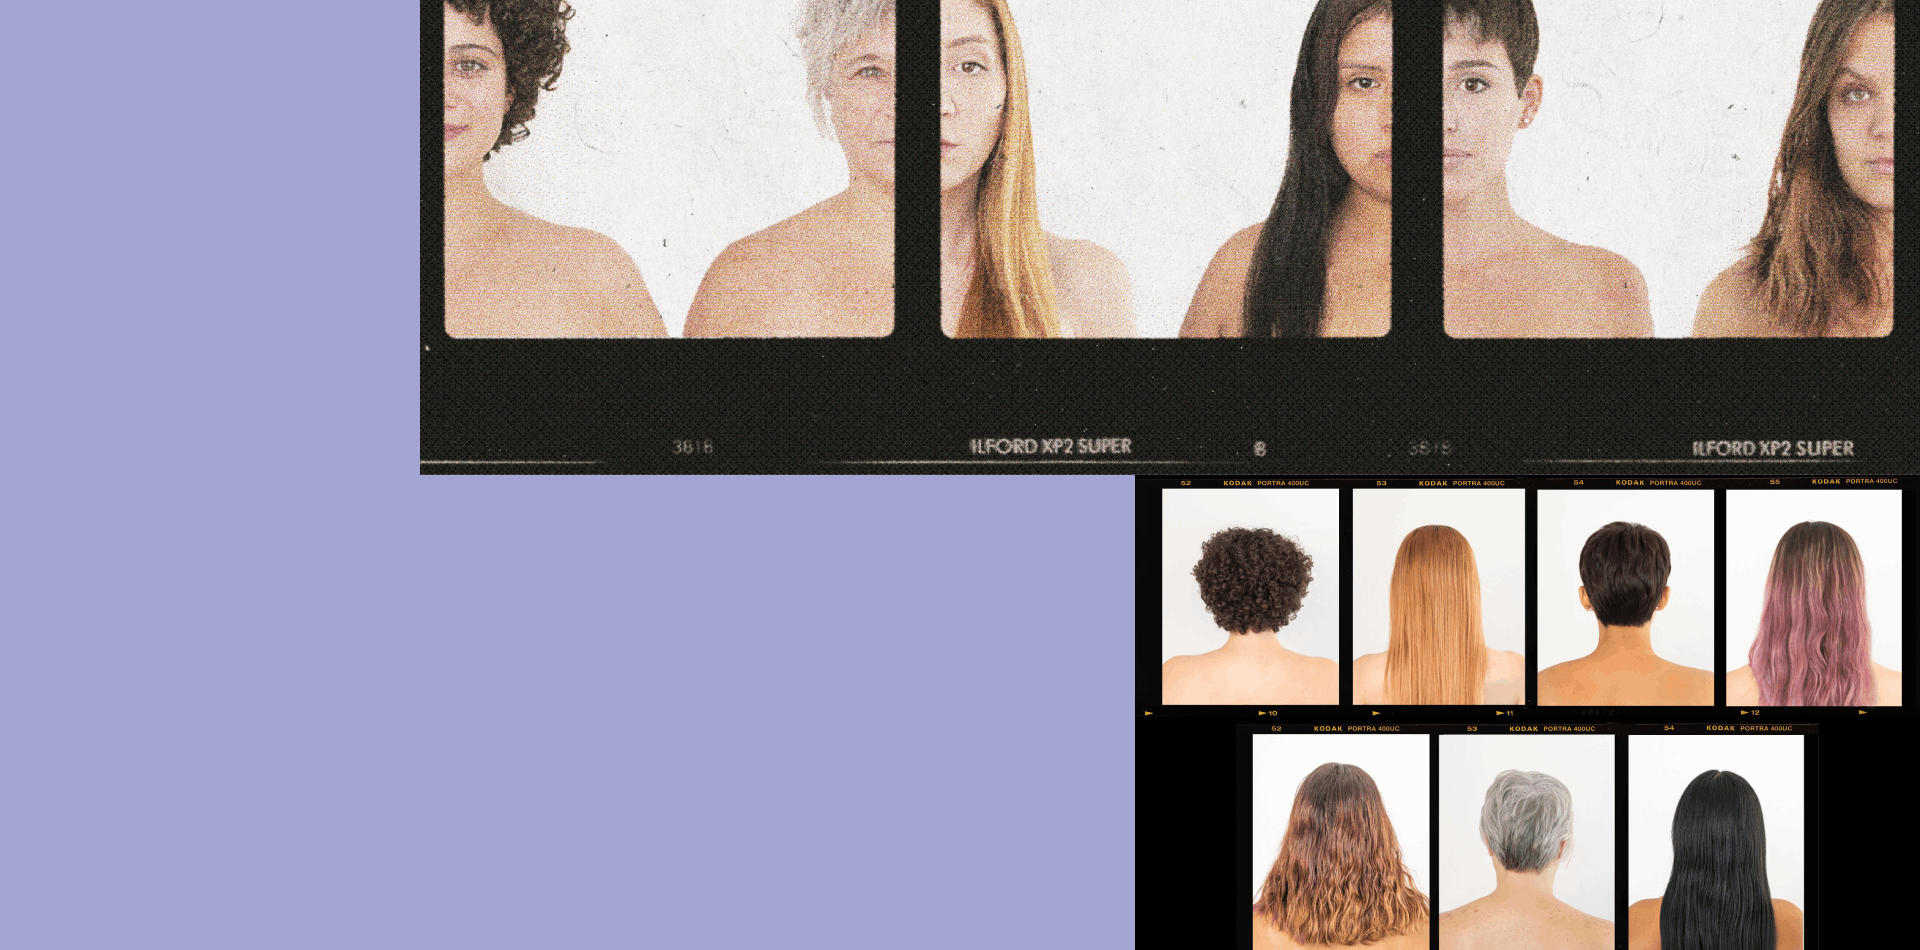 3818 ILFORD XP2 SUPER 8 3818 ILFORD XP2 SUPER
52 KODAK PORTRA 400UC 53 KODAK PORTRA 400UC 54 KODAK PORTRA 400UC 55 KODAK PORTRA 400UC
10 11 12
52 KODAK PORTRA 400UC 53 KODAK PORTRA 400UC 54 KODAK PORTRA 400UC